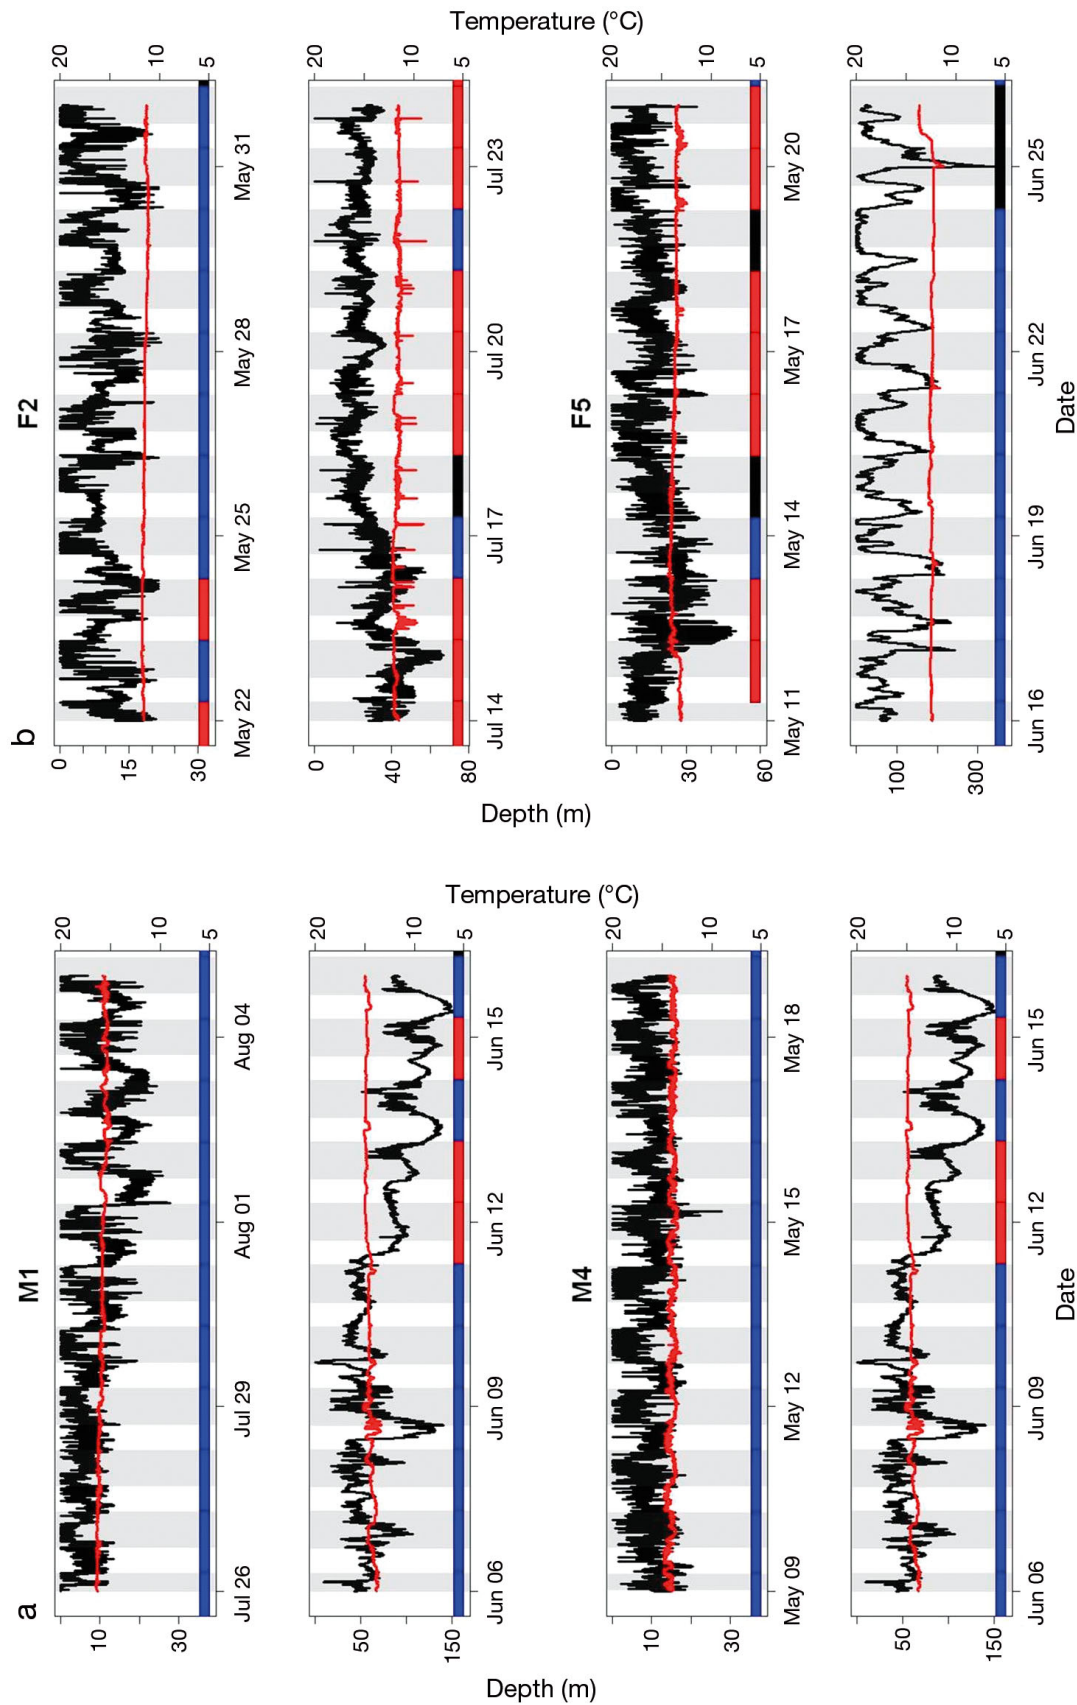 a
M1
10
30
20
10
5
Jul 26
Jul 29
Aug 01
Aug 04
50
150
20
10
5
Jun 06
Jun 09
Jun 12
Jun 15
Depth (m)
Temperature (°C)
M4
10
30
20
10
5
May 09
May 12
May 15
May 18
50
150
20
10
5
Jun 06
Jun 09
Jun 12
Jun 15
Date
b
F2
0
15
30
20
10
5
May 22
May 25
May 28
May 31
0
40
80
20
10
5
Jul 14
Jul 17
Jul 20
Jul 23
Depth (m)
Temperature (°C)
F5
0
30
60
20
10
5
May 11
May 14
May 17
May 20
100
300
20
10
5
Jun 16
Jun 19
Jun 22
Jun 25
Date